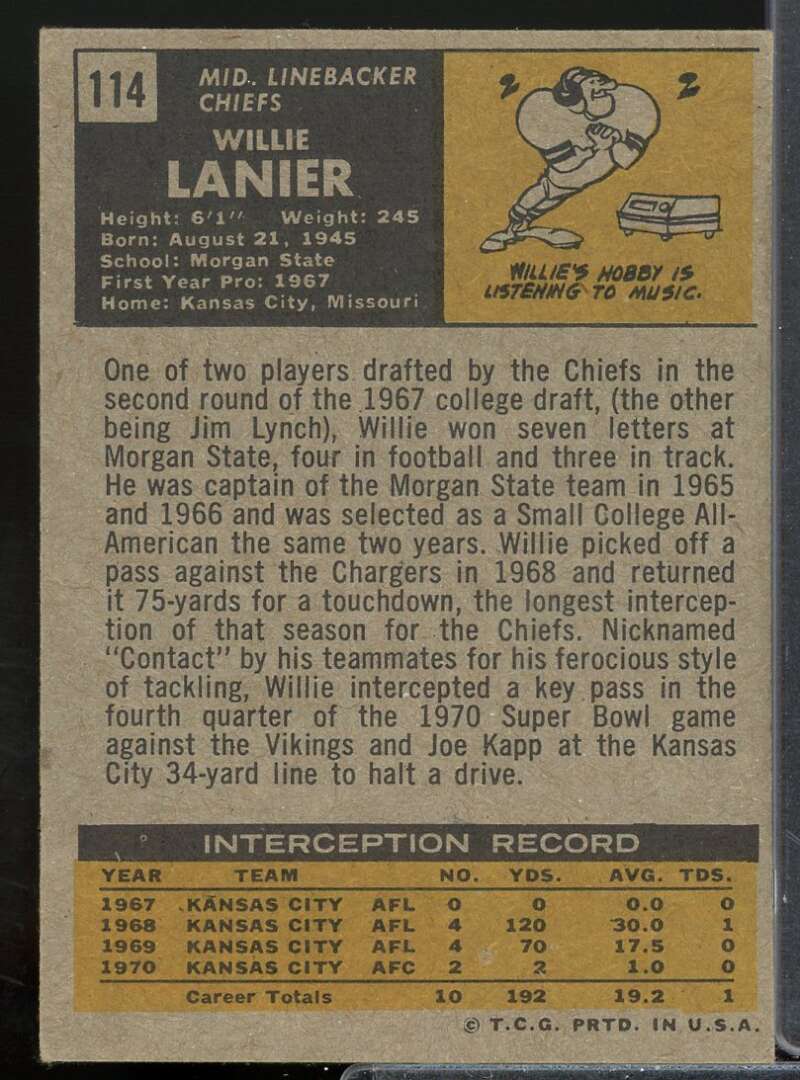 114
MID. LINEBACKER
CHIEFS
WILLIE
LANIER
Height: 6'1" Weight: 245
Born: August 21, 1945
School: Morgan State
First Year Pro: 1967
Home: Kansas City, Missouri
WILLIE'S HOBBY IS
LISTENING TO MUSIC.
One of two players drafted by the Chiefs in the
second round of the 1967 college draft, (the other
being Jim Lynch), Willie won seven letters at
Morgan State, four in football and three in track.
He was captain of the Morgan State team in 1965
and 1966 and was selected as a Small College All-
American the same two years. Willie picked off a
pass against the Chargers in 1968 and returned
it 75-yards for a touchdown, the longest intercep-
tion of that season for the Chiefs. Nicknamed
"Contact" by his teammates for his ferocious style
of tackling, Willie intercepted a key pass in the
fourth quarter of the 1970 Super Bowl game
against the Vikings and Joe Kapp at the Kansas
City 34-yard line to halt a drive.
INTERCEPTION RECORD
YEAR TEAM NO. YDS. AVG. TDS.
1967 KANSAS CITY AFL 0 0 0.0 0
1968 KANSAS CITY AFL 4 120 30.0 1
1969 KANSAS CITY AFL 4 70 17.5 0
1970 KANSAS CITY AFC 2 2 1.0 0
Career Totals 10 192 19.2 1
© T.C.G. PRTD. IN U.S.A.